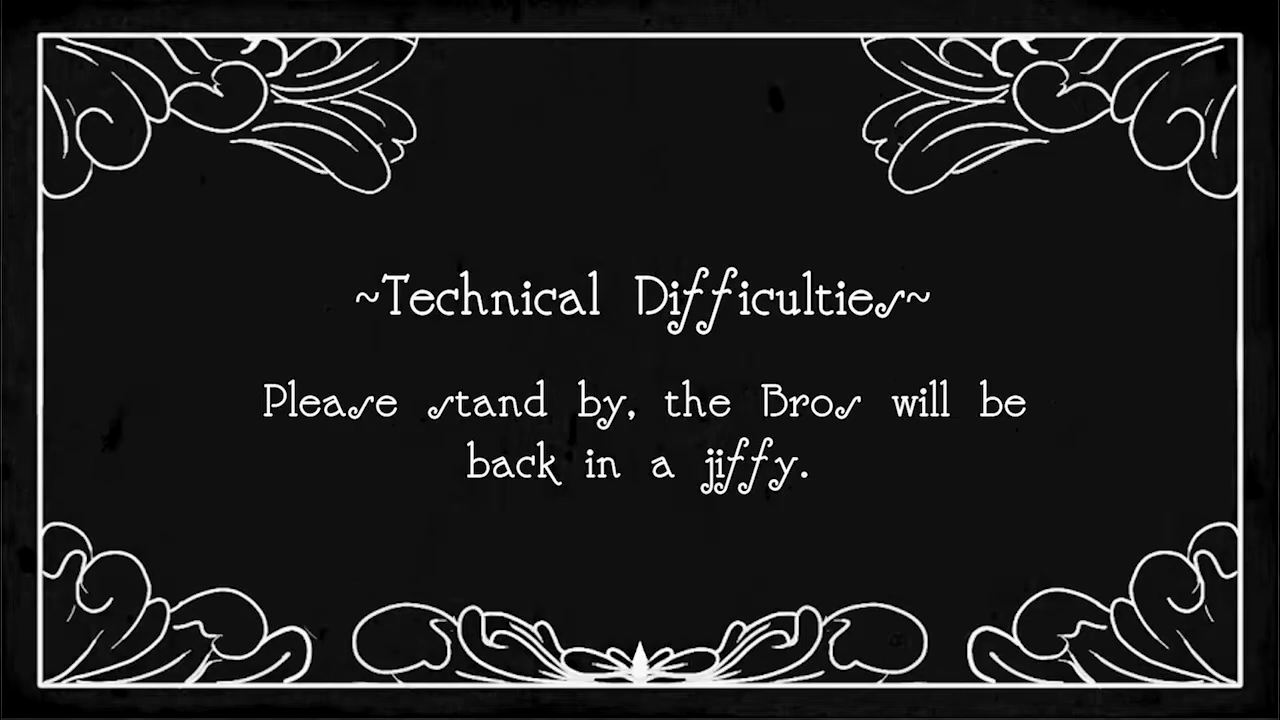 ~Technical Difficulties~
Please stand by, the Bros will be
back in a jiffy.